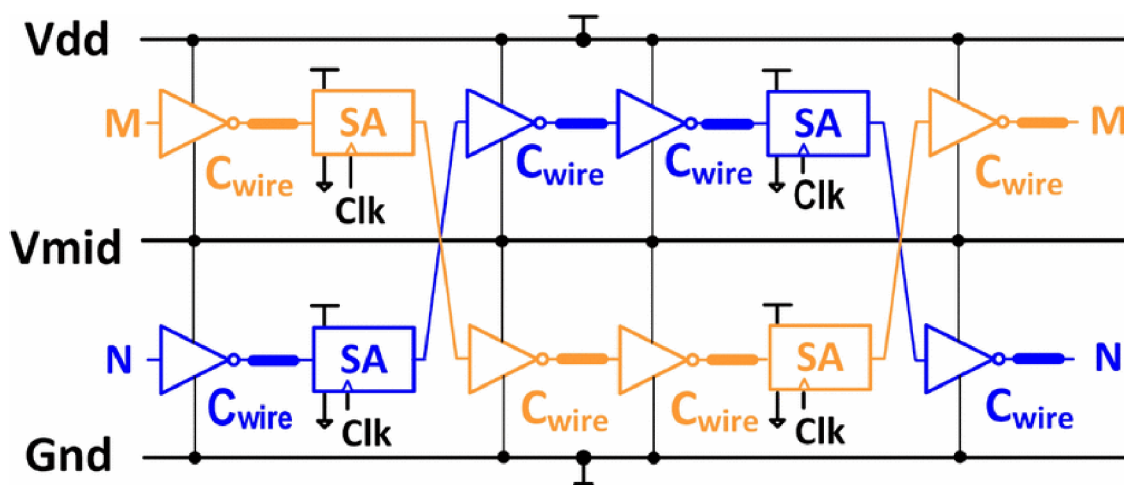 Vdd
M SA SA M
Cwire Cwire Cwire Cwire
Clk Clk
Vmid
N SA SA N
Cwire Cwire Cwire Cwire
Clk Clk
Gnd